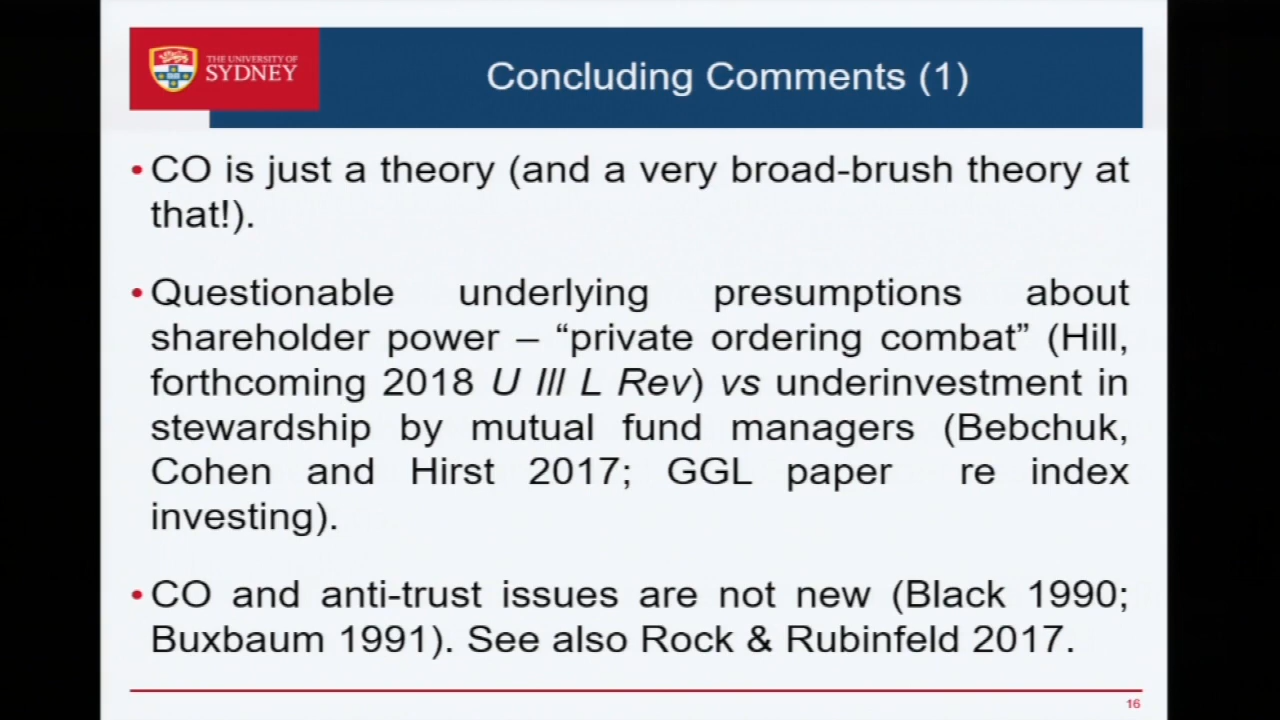 THE UNIVERSITY OF
SYDNEY
Concluding Comments (1)
• CO is just a theory (and a very broad-brush theory at
that!).
• Questionable underlying presumptions about
shareholder power – “private ordering combat” (Hill,
forthcoming 2018 U Ill L Rev) vs underinvestment in
stewardship by mutual fund managers (Bebchuk,
Cohen and Hirst 2017; GGL paper re index
investing).
• CO and anti-trust issues are not new (Black 1990;
Buxbaum 1991). See also Rock & Rubinfeld 2017.
16